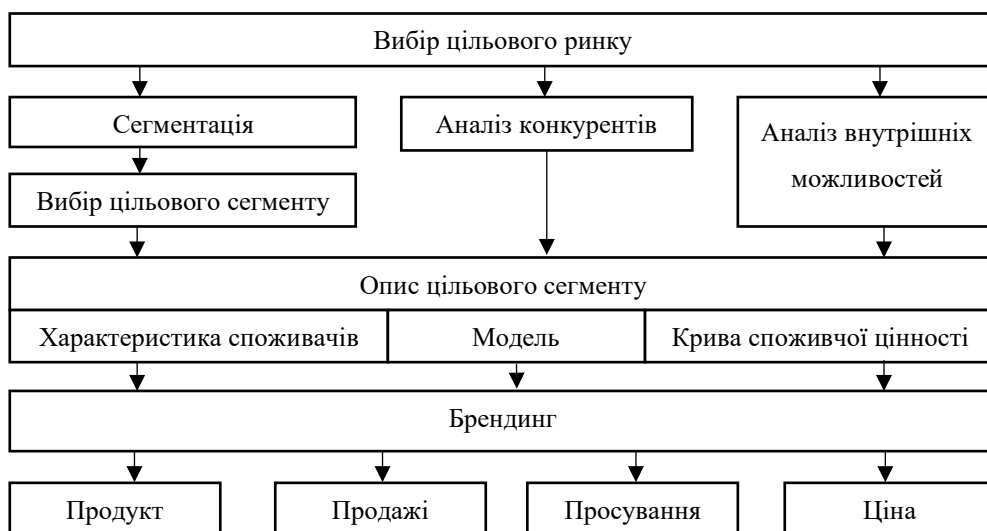 Вибір цільового ринку
Сегментація
Аналіз конкурентів
Аналіз внутрішніх
можливостей
Вибір цільового сегменту
Опис цільового сегменту
Характеристика споживачів
Модель
Крива споживчої цінності
Брендинг
Продукт
Продажі
Просування
Ціна